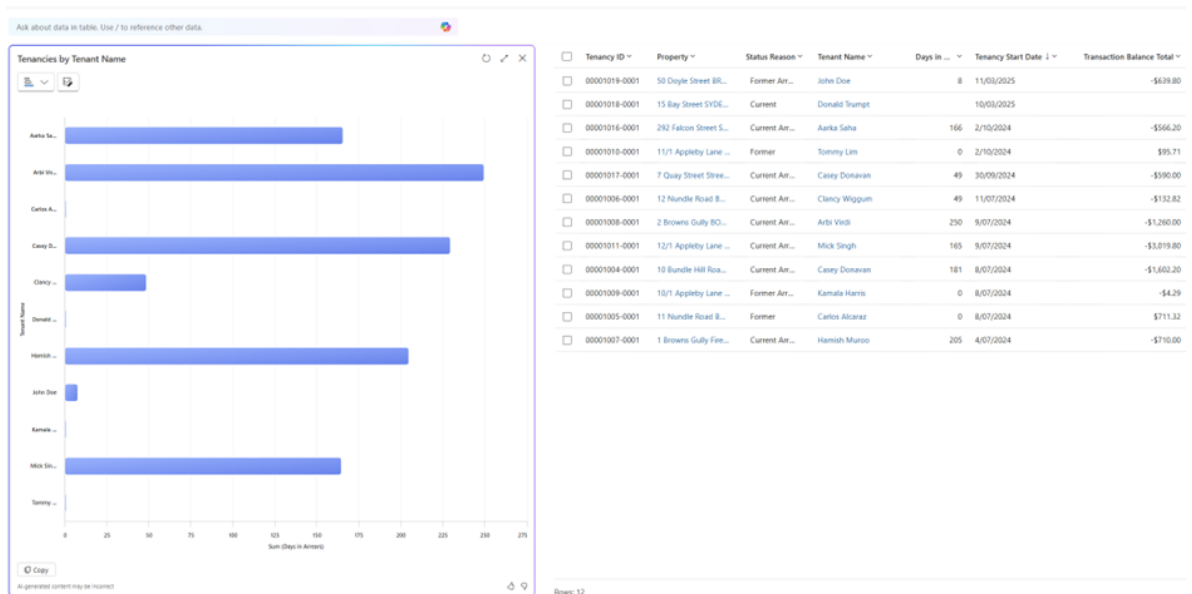 Ask about data in table. Use / to reference other data.
Tenancies by Tenant Name
Aarka Sa...
Arbi Vir...
Carlos A...
Casey D...
Clancy ...
Donald ...
Hamish ...
John Doe
Kamala ...
Mick Sin...
Tommy ...
Tenant Name
0 25 50 75 100 125 150 175 200 225 250 275
Sum (Days in Arrears)
Copy
AI-generated content may be incorrect
Tenancy ID Property Status Reason Tenant Name Days in ... Tenancy Start Date Transaction Balance Total
00001019-0001 50 Doyle Street BR... Former Arr... John Doe 8 11/03/2025 -$639.80
00001018-0001 15 Bay Street SYDE... Current Donald Trumpt 10/03/2025
00001016-0001 292 Falcon Street S... Current Arr... Aarka Saha 166 2/10/2024 -$566.20
00001010-0001 11/1 Appleby Lane ... Former Tommy Lim 0 2/10/2024 $95.71
00001017-0001 7 Quay Street Stree... Current Arr... Casey Donavan 49 30/09/2024 -$590.00
00001006-0001 12 Nundle Road B... Current Arr... Clancy Wiggum 49 11/07/2024 -$132.82
00001008-0001 2 Browns Gully BO... Current Arr... Arbi Virdi 250 9/07/2024 -$1,260.00
00001011-0001 12/1 Appleby Lane ... Current Arr... Mick Singh 165 9/07/2024 -$3,019.80
00001004-0001 10 Bundle Hill Roa... Current Arr... Casey Donavan 181 8/07/2024 -$1,602.20
00001009-0001 10/1 Appleby Lane ... Former Arr... Kamala Harris 0 8/07/2024 -$4.29
00001005-0001 11 Nundle Road B... Former Carlos Alcaraz 0 8/07/2024 $711.32
00001007-0001 1 Browns Gully Fire... Current Arr... Hamish Muroo 205 4/07/2024 -$710.00
Rows: 12